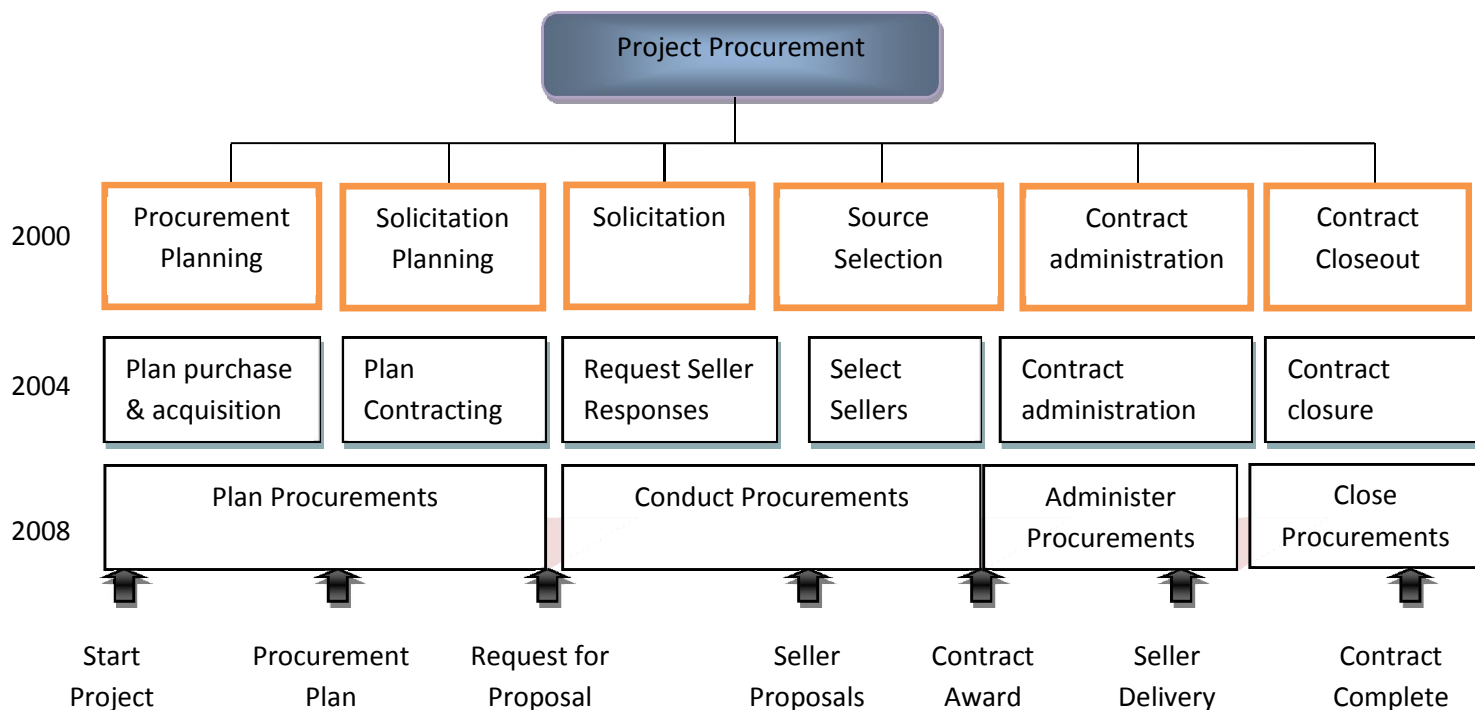 Project Procurement
2000
Procurement
Planning
Solicitation
Planning
Solicitation
Source
Selection
Contract
administration
Contract
Closeout
2004
Plan purchase
& acquisition
Plan
Contracting
Request Seller
Responses
Select
Sellers
Contract
administration
Contract
closure
2008
Plan Procurements
Conduct Procurements
Administer
Procurements
Close
Procurements
Start
Project
Procurement
Plan
Request for
Proposal
Seller
Proposals
Contract
Award
Seller
Delivery
Contract
Complete